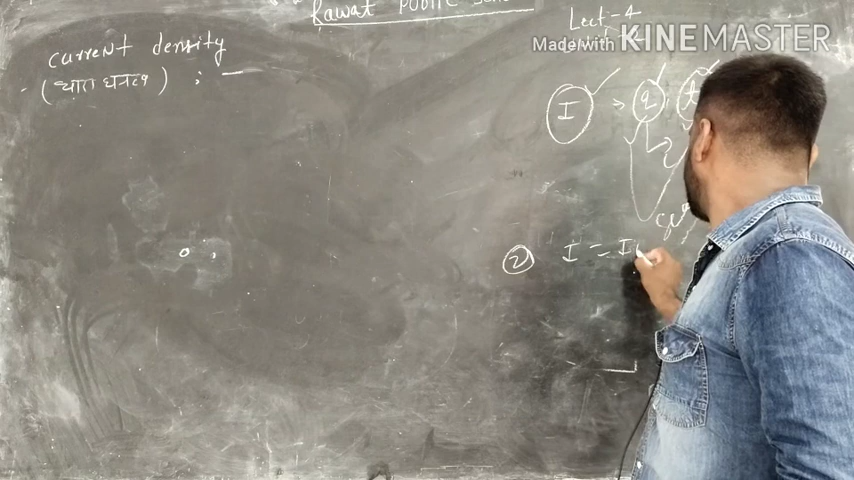 Rawat Public
Lect-4
Made with KINEMASTER
current density
(धारा घनत्व) : —
I → q, t
② I = I